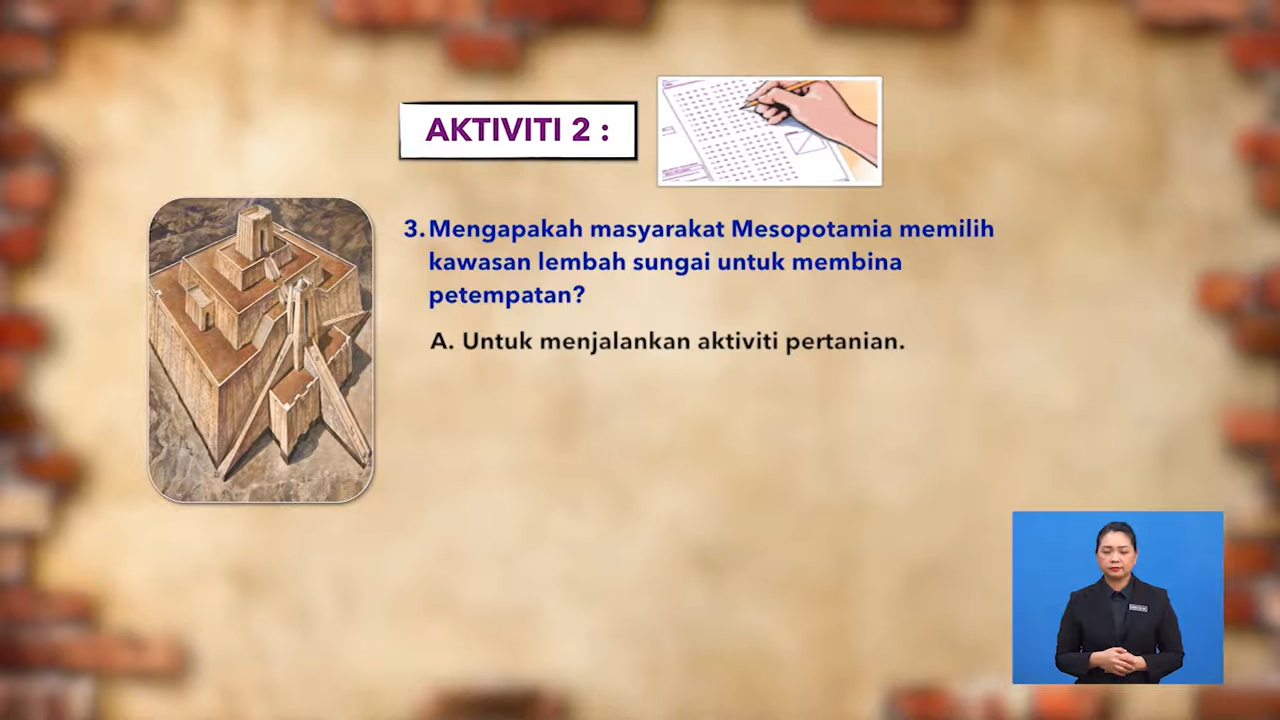 AKTIVITI 2 :
3. Mengapakah masyarakat Mesopotamia memilih
kawasan lembah sungai untuk membina
petempatan?
A. Untuk menjalankan aktiviti pertanian.